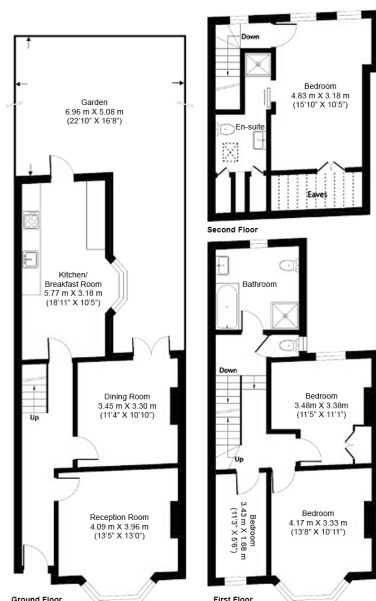 Garden
6.96 m X 5.08 m
(22'10" X 16'8")
Kitchen/
Breakfast Room
5.77 m X 3.18 m
(18'11" X 10'5")
Up
Dining Room
3.45 m X 3.30 m
(11'4" X 10'10")
Reception Room
4.09 m X 3.96 m
(13'5" X 13'0")
Ground Floor
Down
Bedroom
4.83 m X 3.18 m
(15'10" X 10'5")
En-suite
Eaves
Second Floor
Bathroom
Down
Bedroom
3.48m X 3.38m
(11'5" X 11'1")
Up
Bedroom
3.43 m X 1.68 m
(11'3" X 5'6")
Bedroom
4.17 m X 3.33 m
(13'8" X 10'11")
First Floor